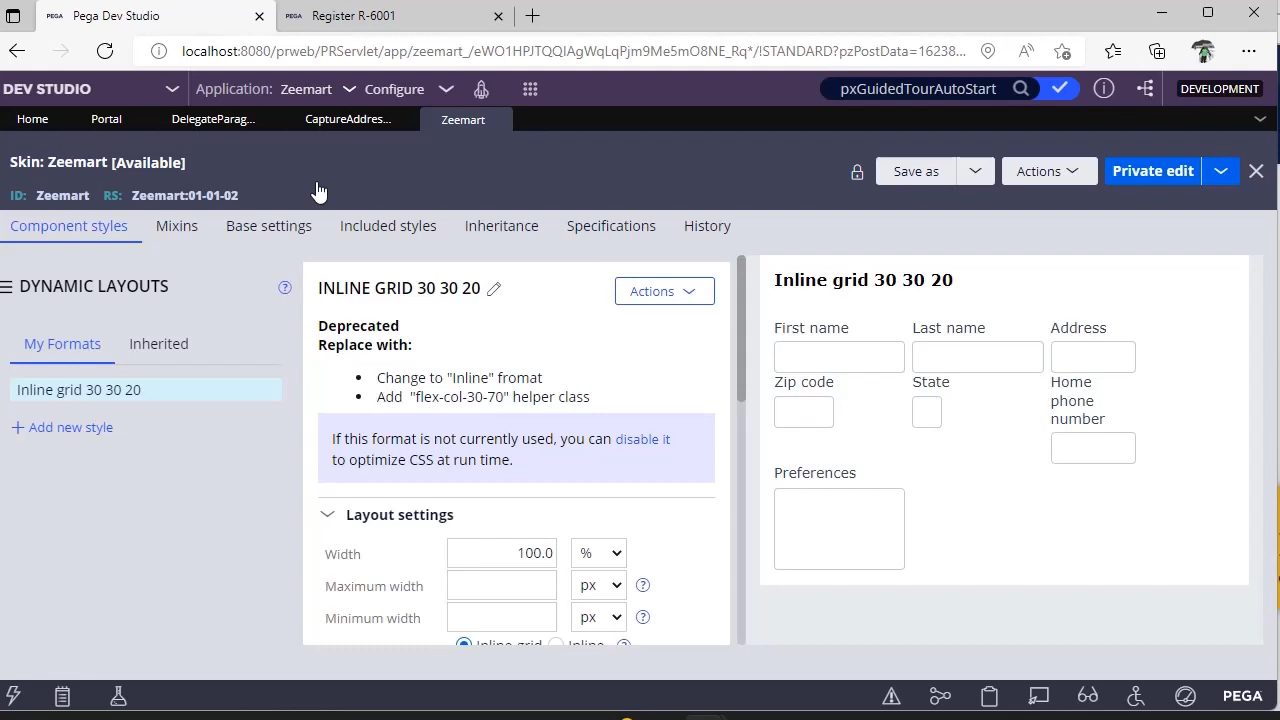 Pega Dev Studio
PEGA Register R-6001
localhost:8080/prweb/PRServlet/app/zeemart_/eWO1HPJTQQIAgWqLqPjm9Me5mO8NE_Rq*/!STANDARD?pzPostData=16238...
DEV STUDIO
Application: Zeemart
Configure
pxGuidedTourAutoStart
DEVELOPMENT
Home
Portal
DelegateParag...
CaptureAddres...
Zeemart
Skin: Zeemart [Available]
ID: Zeemart RS: Zeemart:01-01-02
Save as
Actions
Private edit
Component styles
Mixins
Base settings
Included styles
Inheritance
Specifications
History
DYNAMIC LAYOUTS
My Formats
Inherited
Inline grid 30 30 20
+ Add new style
INLINE GRID 30 30 20
Actions
Deprecated
Replace with:
• Change to "Inline" fromat
• Add "flex-col-30-70" helper class
If this format is not currently used, you can disable it
to optimize CSS at run time.
Layout settings
Width 100.0 %
Maximum width px
Minimum width px
Inline grid Inline
Inline grid 30 30 20
First name
Last name
Address
Zip code
State
Home
phone
number
Preferences
PEGA